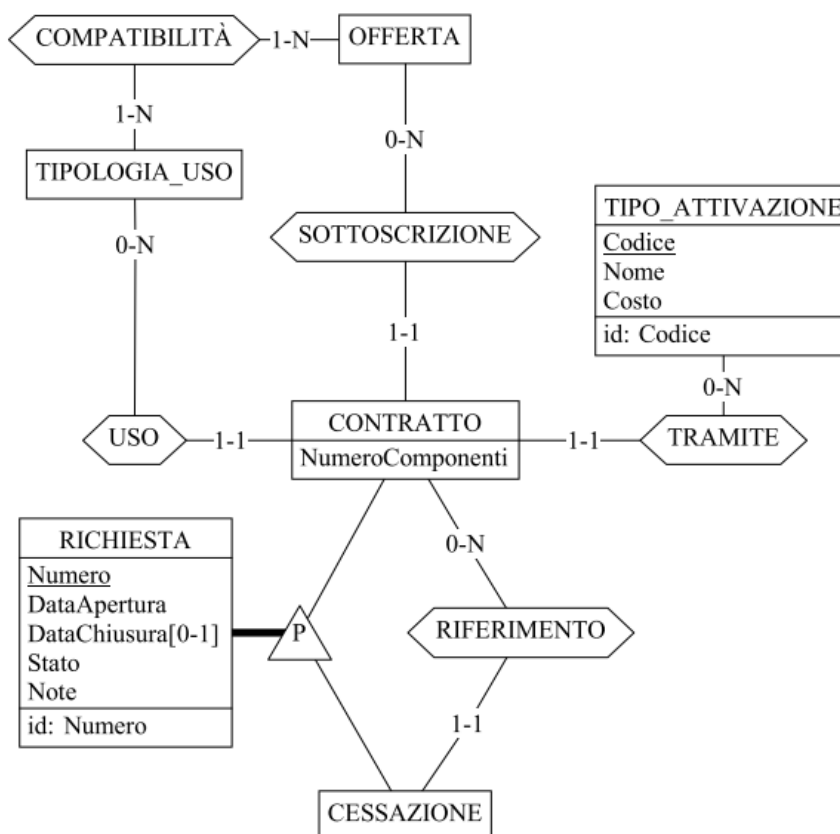 COMPATIBILITÀ
1-N
OFFERTA
1-N
0-N
TIPOLOGIA_USO
0-N
SOTTOSCRIZIONE
TIPO_ATTIVAZIONE
Codice
Nome
Costo
id: Codice
1-1
0-N
USO
1-1
CONTRATTO
NumeroComponenti
1-1
TRAMITE
RICHIESTA
Numero
DataApertura
DataChiusura[0-1]
Stato
Note
id: Numero
0-N
P
RIFERIMENTO
1-1
CESSAZIONE